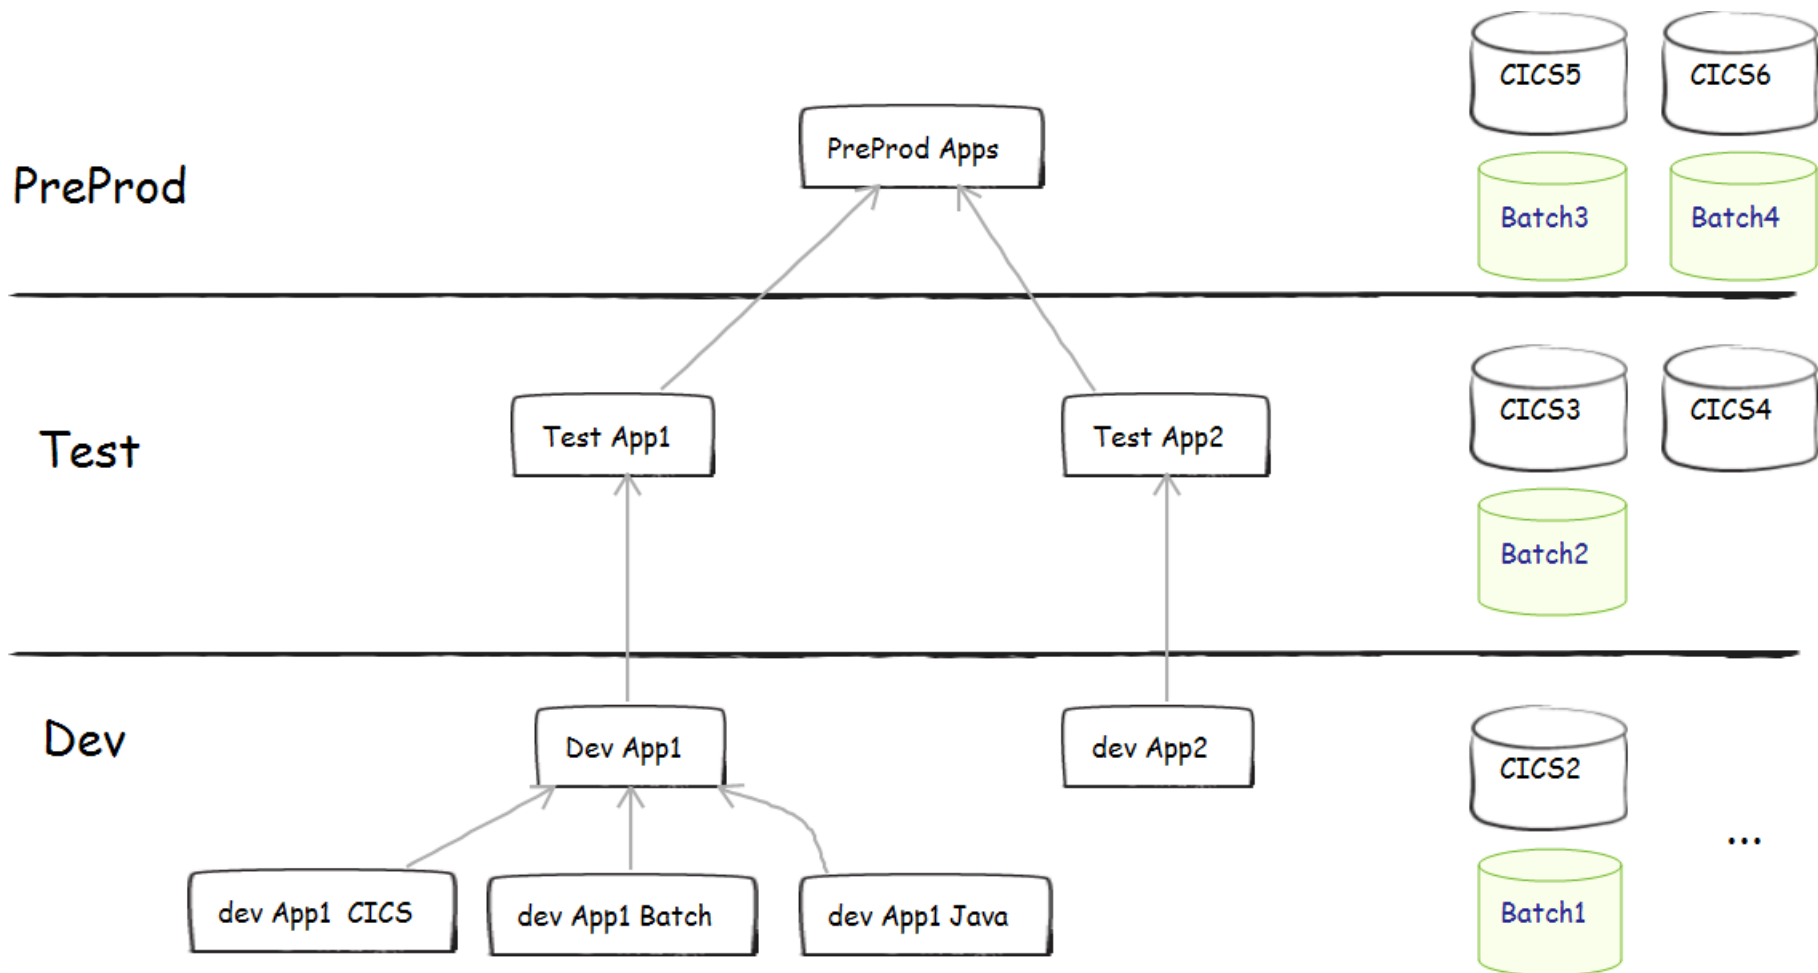 CICS5
CICS6
PreProd Apps
PreProd
Batch3
Batch4
CICS3
CICS4
Test App1
Test App2
Test
Batch2
Dev
Dev App1
dev App2
CICS2
...
dev App1 CICS
dev App1 Batch
dev App1 Java
Batch1